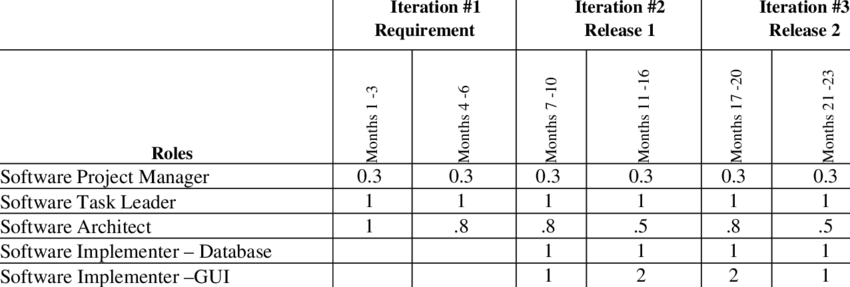 Iteration #1 Iteration #2 Iteration #3
Requirement Release 1 Release 2
Roles Months 1 -3 Months 4 -6 Months 7 -10 Months 11 -16 Months 17 -20 Months 21 -23
Software Project Manager 0.3 0.3 0.3 0.3 0.3 0.3
Software Task Leader 1 1 1 1 1 1
Software Architect 1 .8 .8 .5 .8 .5
Software Implementer – Database 1 1 1 1
Software Implementer –GUI 1 2 2 1